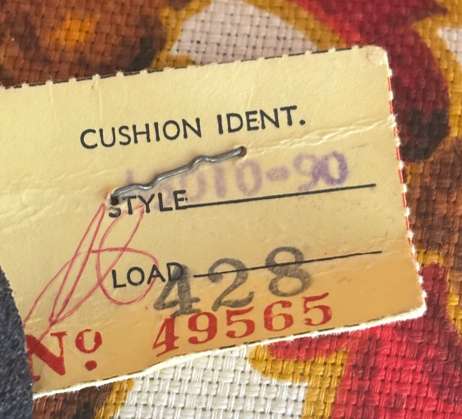 CUSHION IDENT.
STYLE
LOAD 428
No 49565